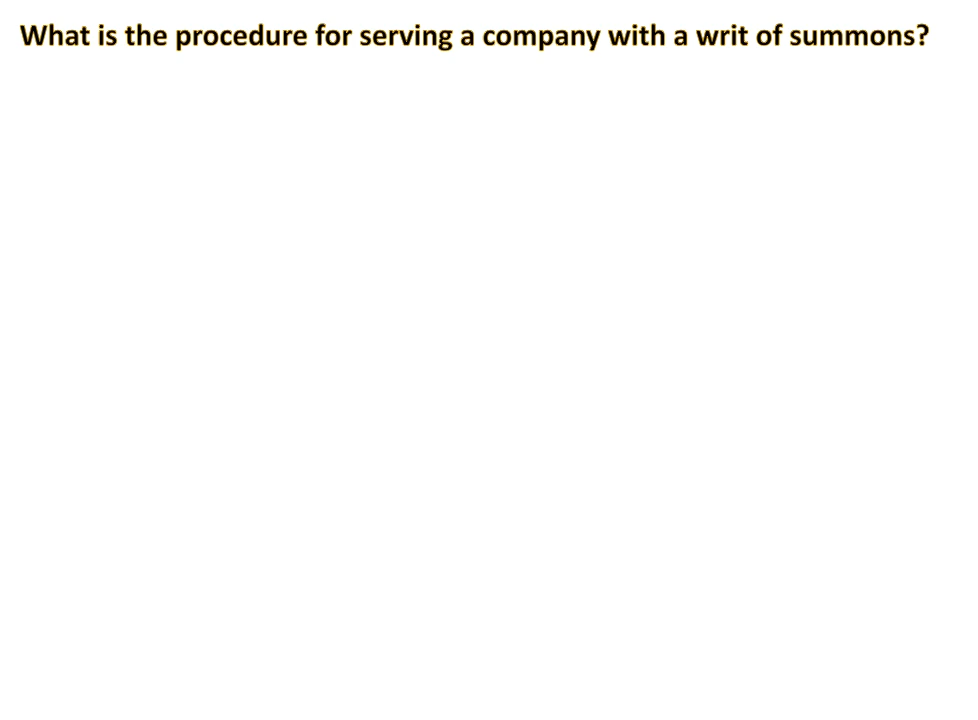 What is the procedure for serving a company with a writ of summons?